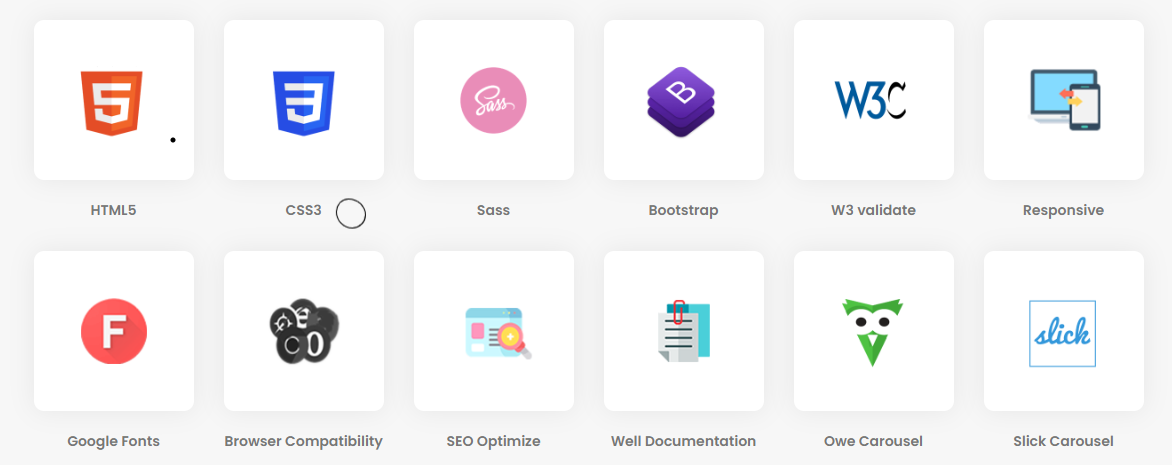 5
3
Sass
B
W3C
HTML5
CSS3
Sass
Bootstrap
W3 validate
Responsive
F
e
O
slick
Google Fonts
Browser Compatibility
SEO Optimize
Well Documentation
Owe Carousel
Slick Carousel